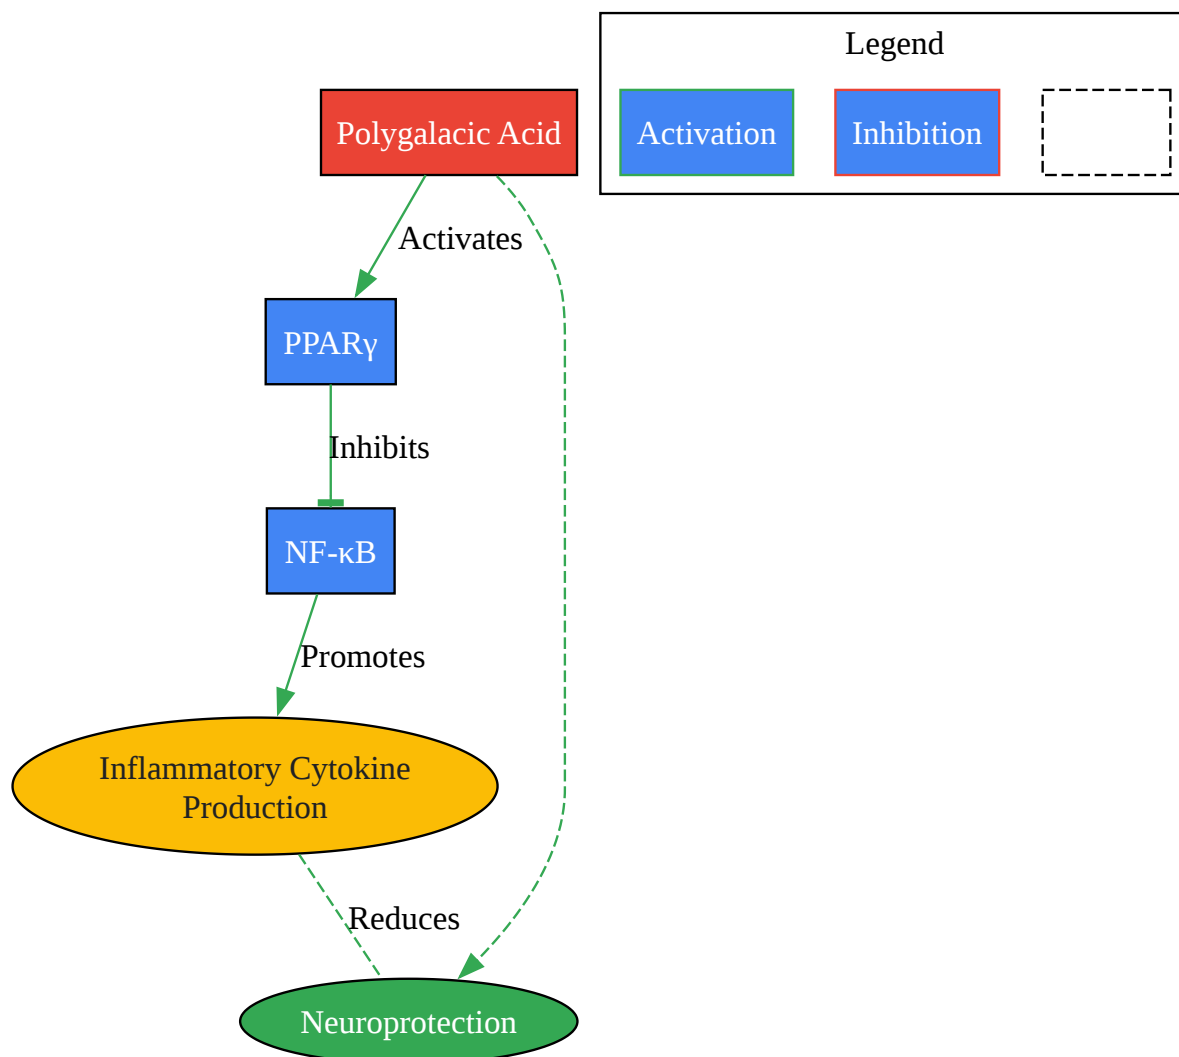 Legend
Polygalacic Acid
Activation
Inhibition
Activates
PPARγ
Inhibits
NF-κB
Promotes
Inflammatory Cytokine
Production
Reduces
Neuroprotection